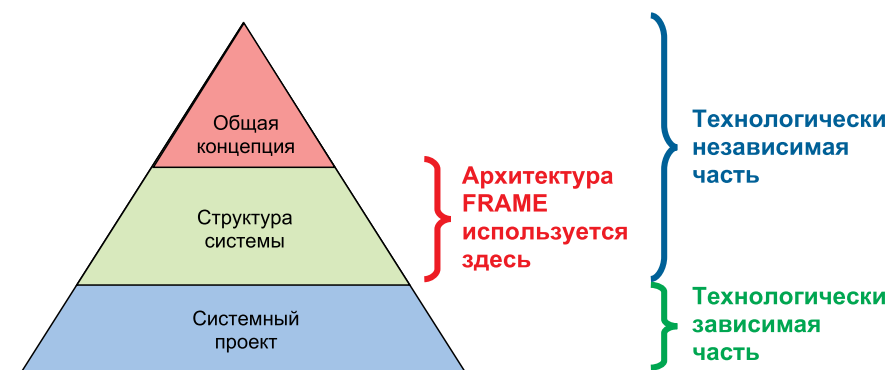 Общая
концепция
Структура
системы
Системный
проект
Архитектура
FRAME
используется
здесь
Технологически
независимая
часть
Технологически
зависимая
часть